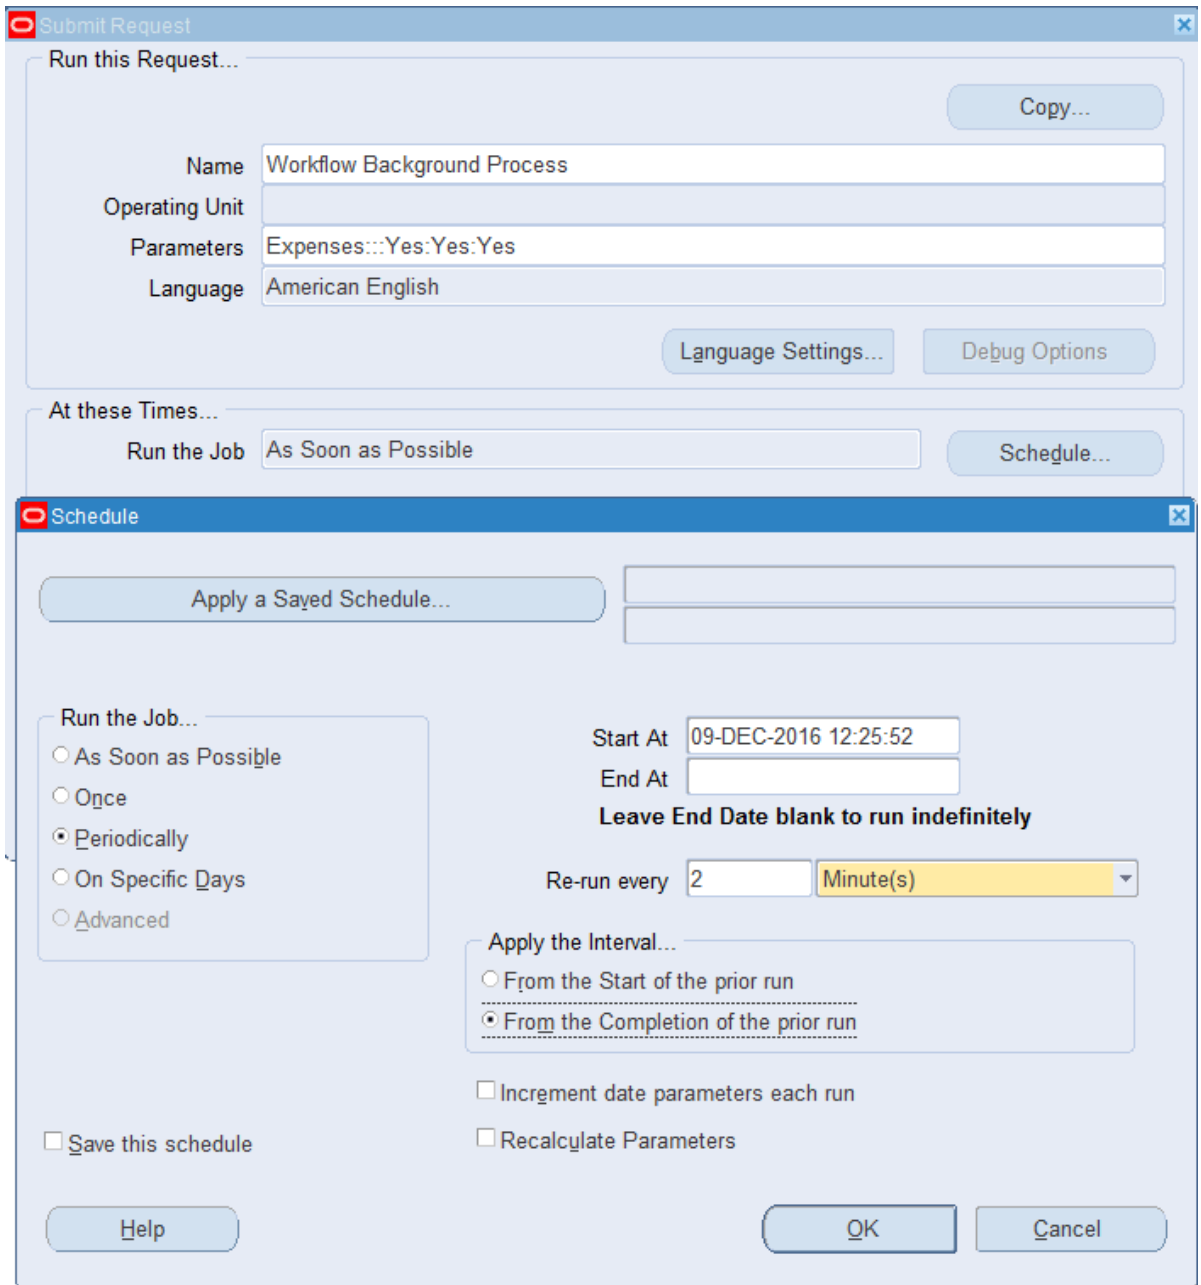 Submit Request
Run this Request...
Copy...
Name Workflow Background Process
Operating Unit
Parameters Expenses:::Yes:Yes:Yes
Language American English
Language Settings... Debug Options
At these Times...
Run the Job As Soon as Possible Schedule...
Schedule
Apply a Saved Schedule...
Run the Job...
As Soon as Possible
Once
Periodically
On Specific Days
Advanced
Start At 09-DEC-2016 12:25:52
End At
Leave End Date blank to run indefinitely
Re-run every 2 Minute(s)
Apply the Interval...
From the Start of the prior run
From the Completion of the prior run
Increment date parameters each run
Save this schedule Recalculate Parameters
Help OK Cancel